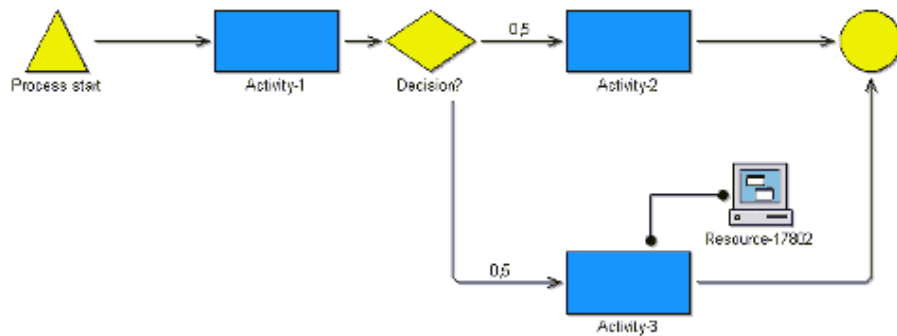 0,5
Process start
Activity-1
Decision?
Activity-2
Resource-17802
0,5
Activity-3